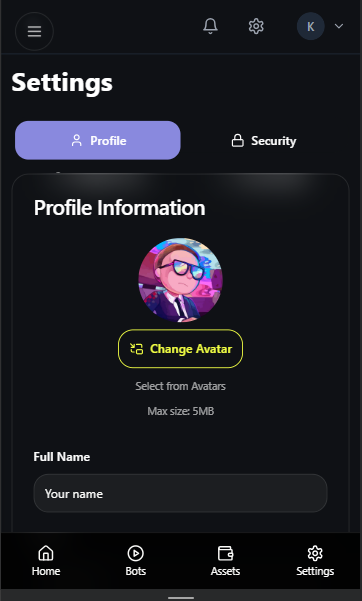 K
Settings
Profile
Security
Profile Information
Change Avatar
Select from Avatars
Max size: 5MB
Full Name
Your name
Home
Bots
Assets
Settings